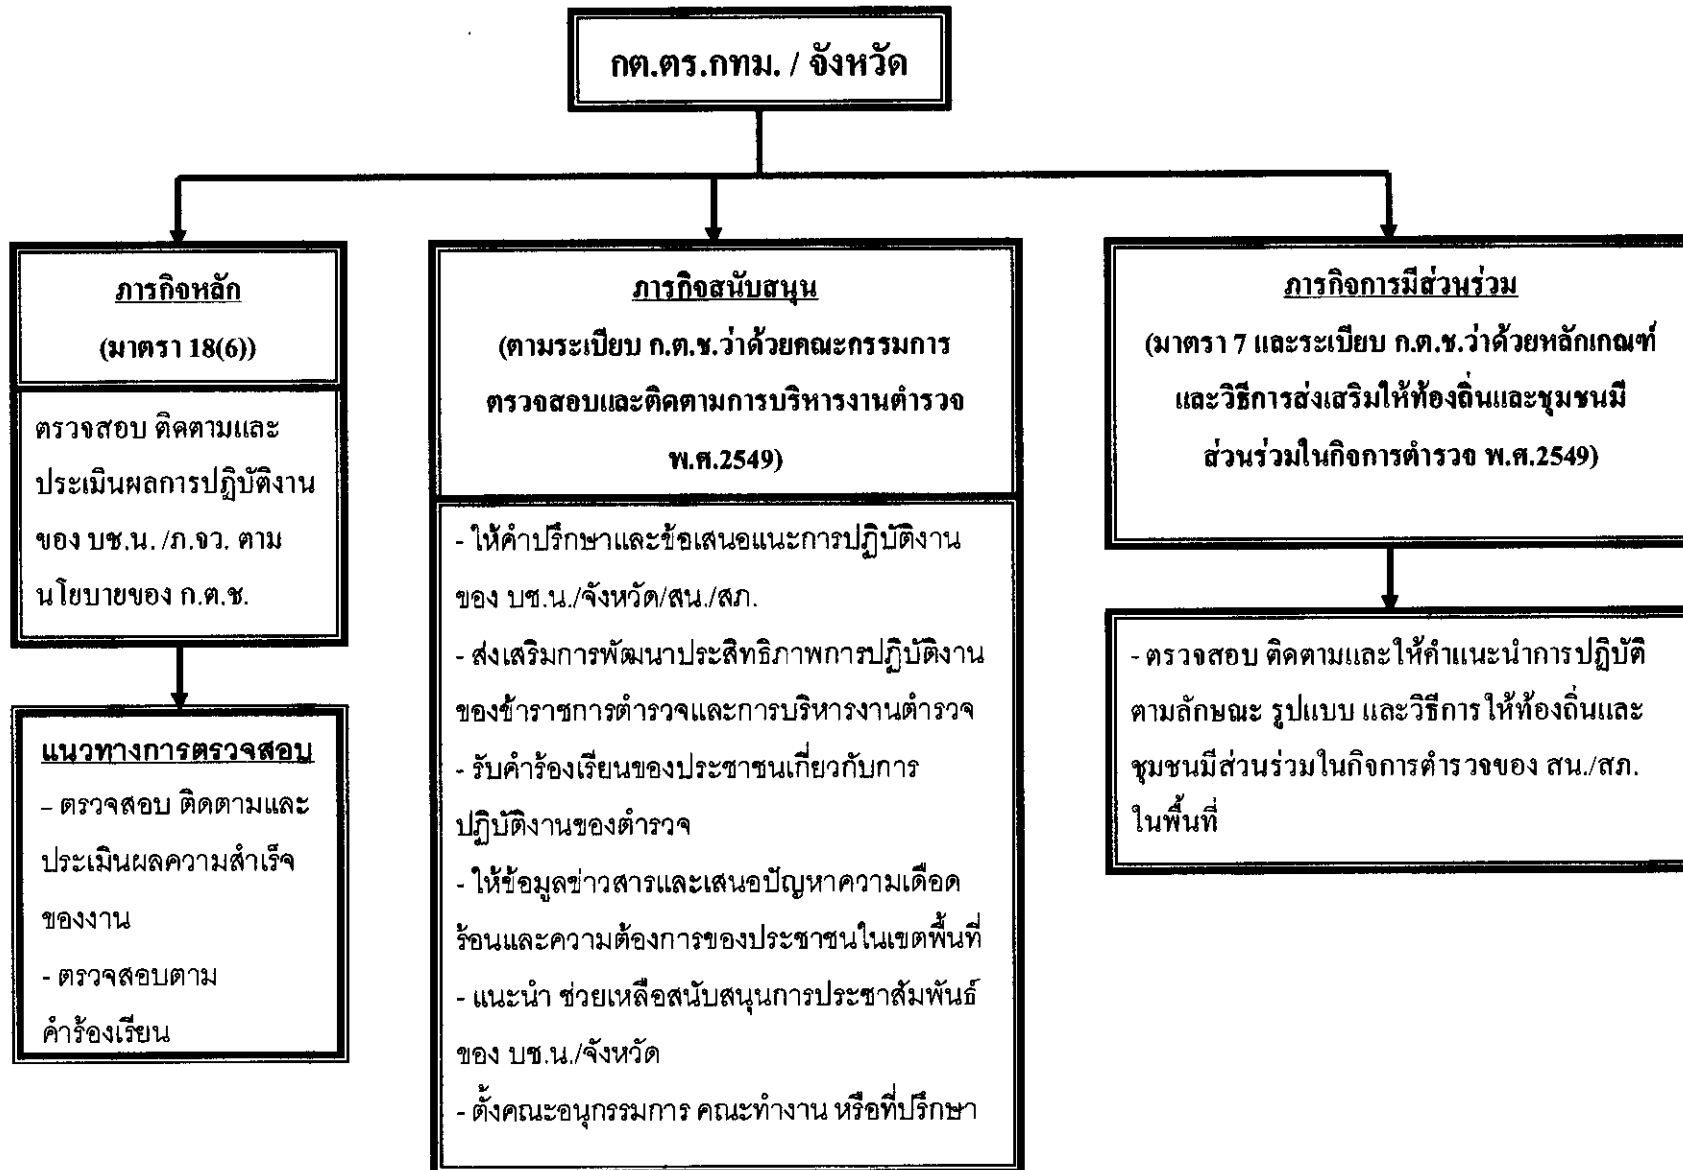 กต.ตร.กทม. / จังหวัด
ภารกิจหลัก
(มาตรา 18(6))
ตรวจสอบ ติดตามและ
ประเมินผลการปฏิบัติงาน
ของ บช.น. /ภ.จว. ตาม
นโยบายของ ก.ต.ช.
แนวทางการตรวจสอบ
– ตรวจสอบ ติดตามและ
ประเมินผลความสำเร็จ
ของงาน
- ตรวจสอบตาม
คำร้องเรียน
ภารกิจสนับสนุน
(ตามระเบียบ ก.ต.ช.ว่าด้วยคณะกรรมการ
ตรวจสอบและติดตามการบริหารงานตำรวจ
พ.ศ.2549)
- ให้คำปรึกษาและข้อเสนอแนะการปฏิบัติงาน
ของ บช.น./จังหวัด/สน./สภ.
- ส่งเสริมการพัฒนาประสิทธิภาพการปฏิบัติงาน
ของข้าราชการตำรวจและการบริหารงานตำรวจ
- รับคำร้องเรียนของประชาชนเกี่ยวกับการ
ปฏิบัติงานของตำรวจ
- ให้ข้อมูลข่าวสารและเสนอปัญหาความเดือด
ร้อนและความต้องการของประชาชนในเขตพื้นที่
- แนะนำ ช่วยเหลือสนับสนุนการประชาสัมพันธ์
ของ บช.น./จังหวัด
- ตั้งคณะอนุกรรมการ คณะทำงาน หรือที่ปรึกษา
ภารกิจการมีส่วนร่วม
(มาตรา 7 และระเบียบ ก.ต.ช.ว่าด้วยหลักเกณฑ์
และวิธีการส่งเสริมให้ท้องถิ่นและชุมชนมี
ส่วนร่วมในกิจการตำรวจ พ.ศ.2549)
- ตรวจสอบ ติดตามและให้คำแนะนำการปฏิบัติ
ตามลักษณะ รูปแบบ และวิธีการให้ท้องถิ่นและ
ชุมชนมีส่วนร่วมในกิจการตำรวจของ สน./สภ.
ในพื้นที่